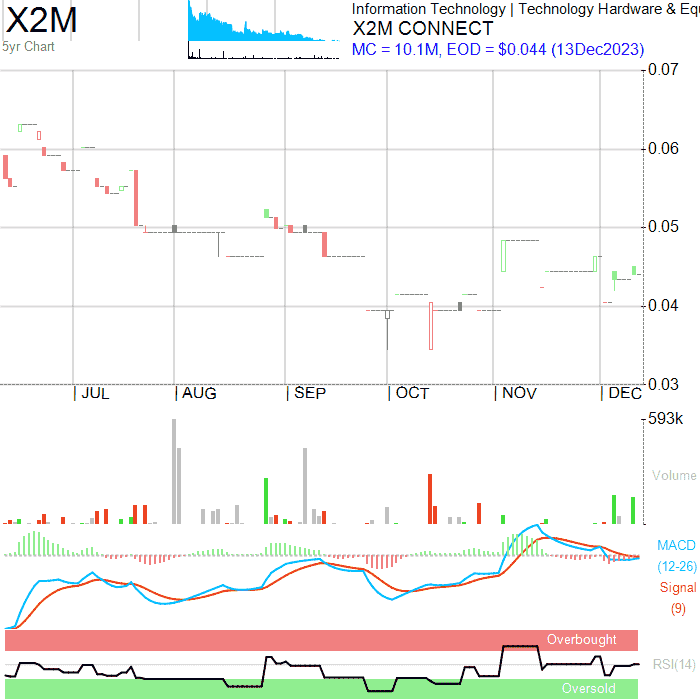 X2M
5yr Chart
Information Technology | Technology Hardware & Equ
X2M CONNECT
MC = 10.1M, EOD = $0.044 (13Dec2023)
0.07
0.06
0.05
0.04
0.03
| JUL | AUG | SEP | OCT | NOV | DEC
593k
Volume
MACD
(12-26)
Signal
(9)
Overbought
RSI(14)
Oversold